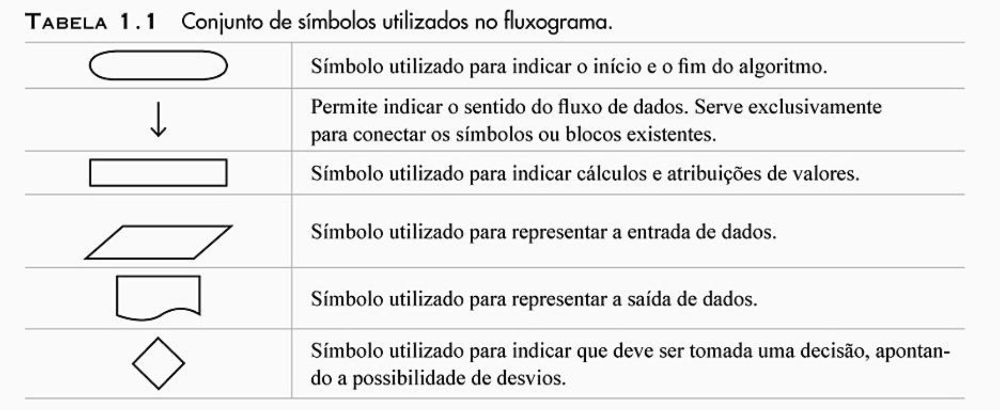 TABELA 1.1 Conjunto de símbolos utilizados no fluxograma.
Símbolo utilizado para indicar o início e o fim do algoritmo.
Permite indicar o sentido do fluxo de dados. Serve exclusivamente
para conectar os símbolos ou blocos existentes.
Símbolo utilizado para indicar cálculos e atribuições de valores.
Símbolo utilizado para representar a entrada de dados.
Símbolo utilizado para representar a saída de dados.
Símbolo utilizado para indicar que deve ser tomada uma decisão, apontan-
do a possibilidade de desvios.